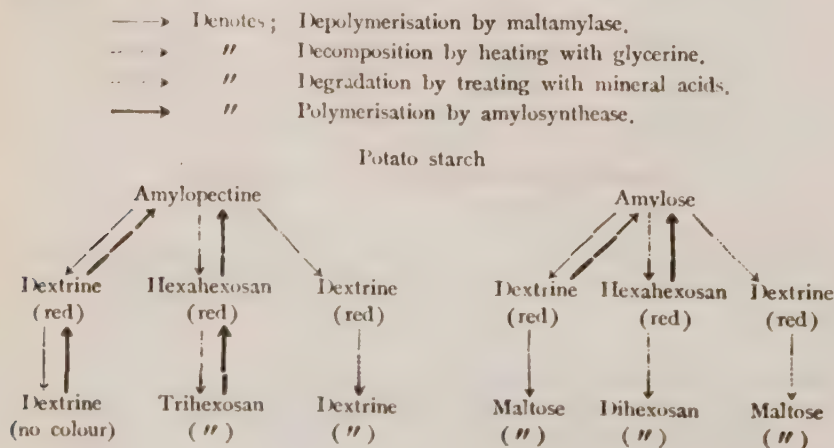 Denotes; Depolymerisation by maltamylase.
〃 Decomposition by heating with glycerine.
〃 Degradation by treating with mineral acids.
〃 Polymerisation by amylosynthease.
Potato starch
Amylopectine Amylose
Dextrine Hexahexosan Dextrine Dextrine Hexahexosan Dextrine
(red) (red) (red) (red) (red) (red)
Dextrine Trihexosan Dextrine Maltose Dihexosan Maltose
(no colour) (〃) (〃) (〃) (〃) (〃)